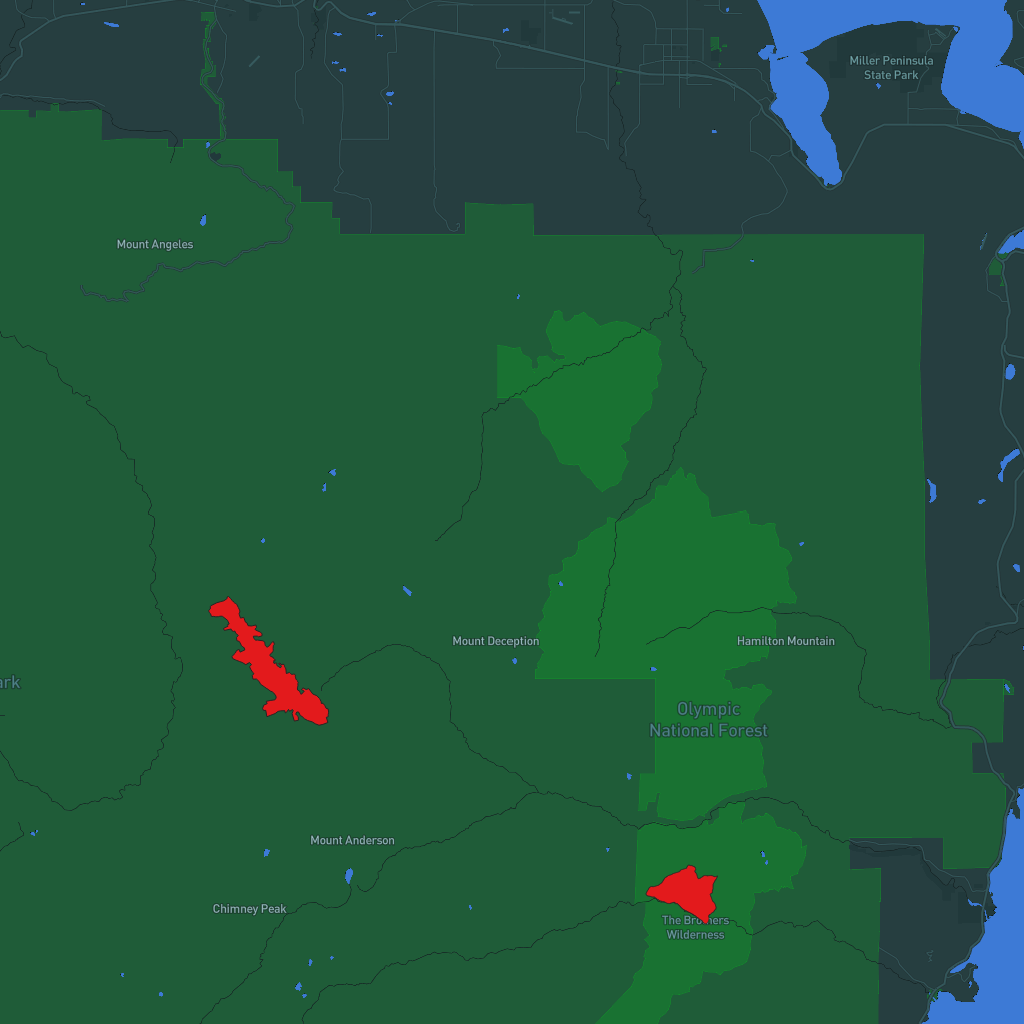 Miller Peninsula
State Park
Mount Angeles
Mount Deception
Hamilton Mountain
ark
Olympic
National Forest
Mount Anderson
Chimney Peak
The Brothers
Wilderness